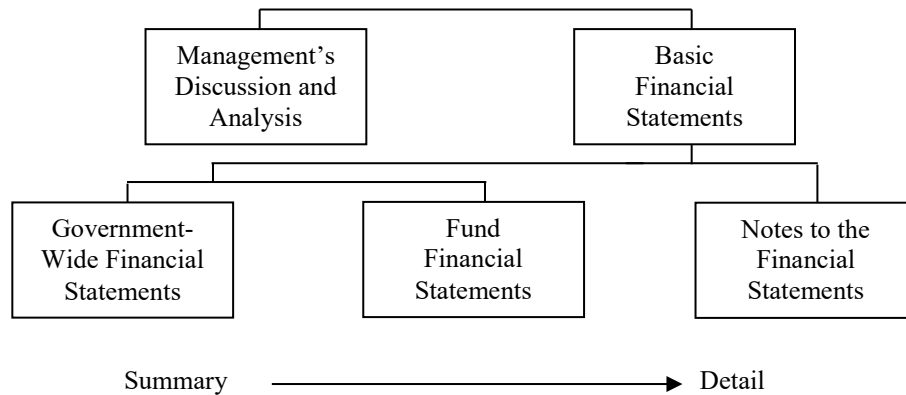 Management’s
Discussion and
Analysis
Basic
Financial
Statements
Government-
Wide Financial
Statements
Fund
Financial
Statements
Notes to the
Financial
Statements
Summary
Detail